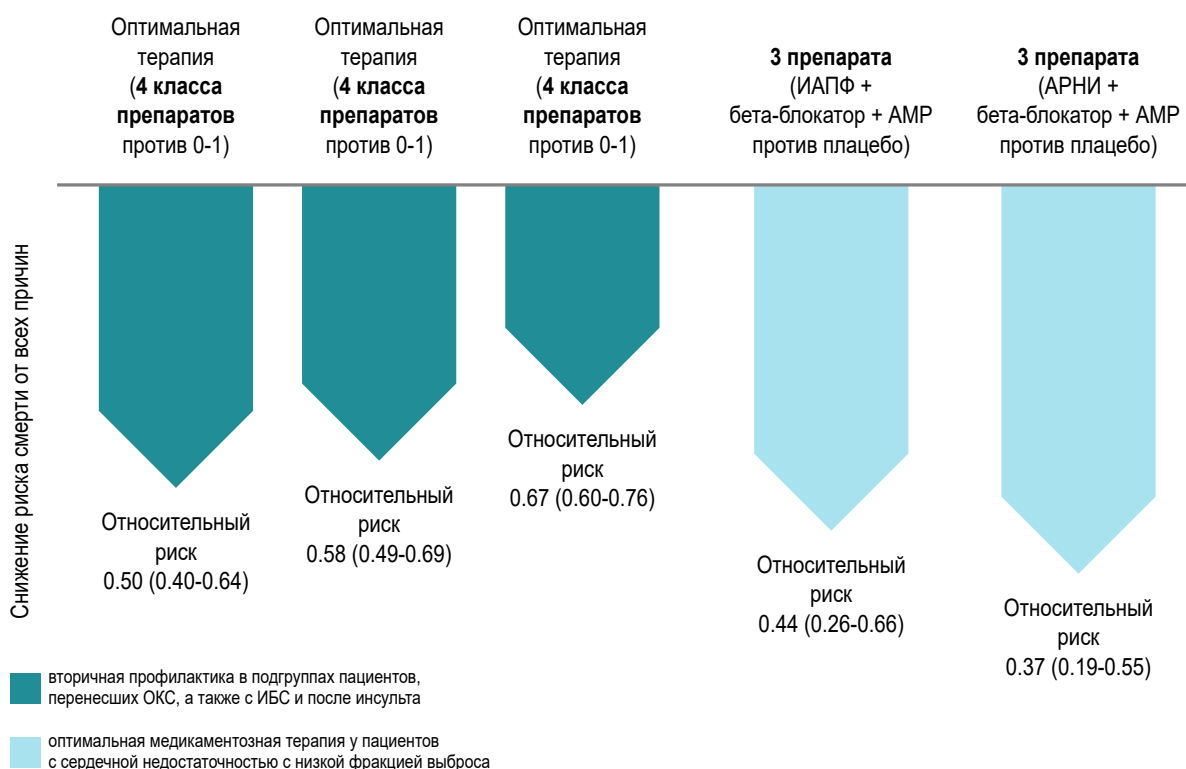 Оптимальная
терапия
(4 класса
препаратов
против 0-1)
Оптимальная
терапия
(4 класса
препаратов
против 0-1)
Оптимальная
терапия
(4 класса
препаратов
против 0-1)
3 препарата
(ИАПФ +
бета-блокатор + АМР
против плацебо)
3 препарата
(АРНИ +
бета-блокатор + АМР
против плацебо)
Снижение риска смерти от всех причин
Относительный
риск
0.50 (0.40-0.64)
Относительный
риск
0.58 (0.49-0.69)
Относительный
риск
0.67 (0.60-0.76)
Относительный
риск
0.44 (0.26-0.66)
Относительный
риск
0.37 (0.19-0.55)
вторичная профилактика в подгруппах пациентов,
перенесших ОКС, а также с ИБС и после инсульта
оптимальная медикаментозная терапия у пациентов
с сердечной недостаточностью с низкой фракцией выброса